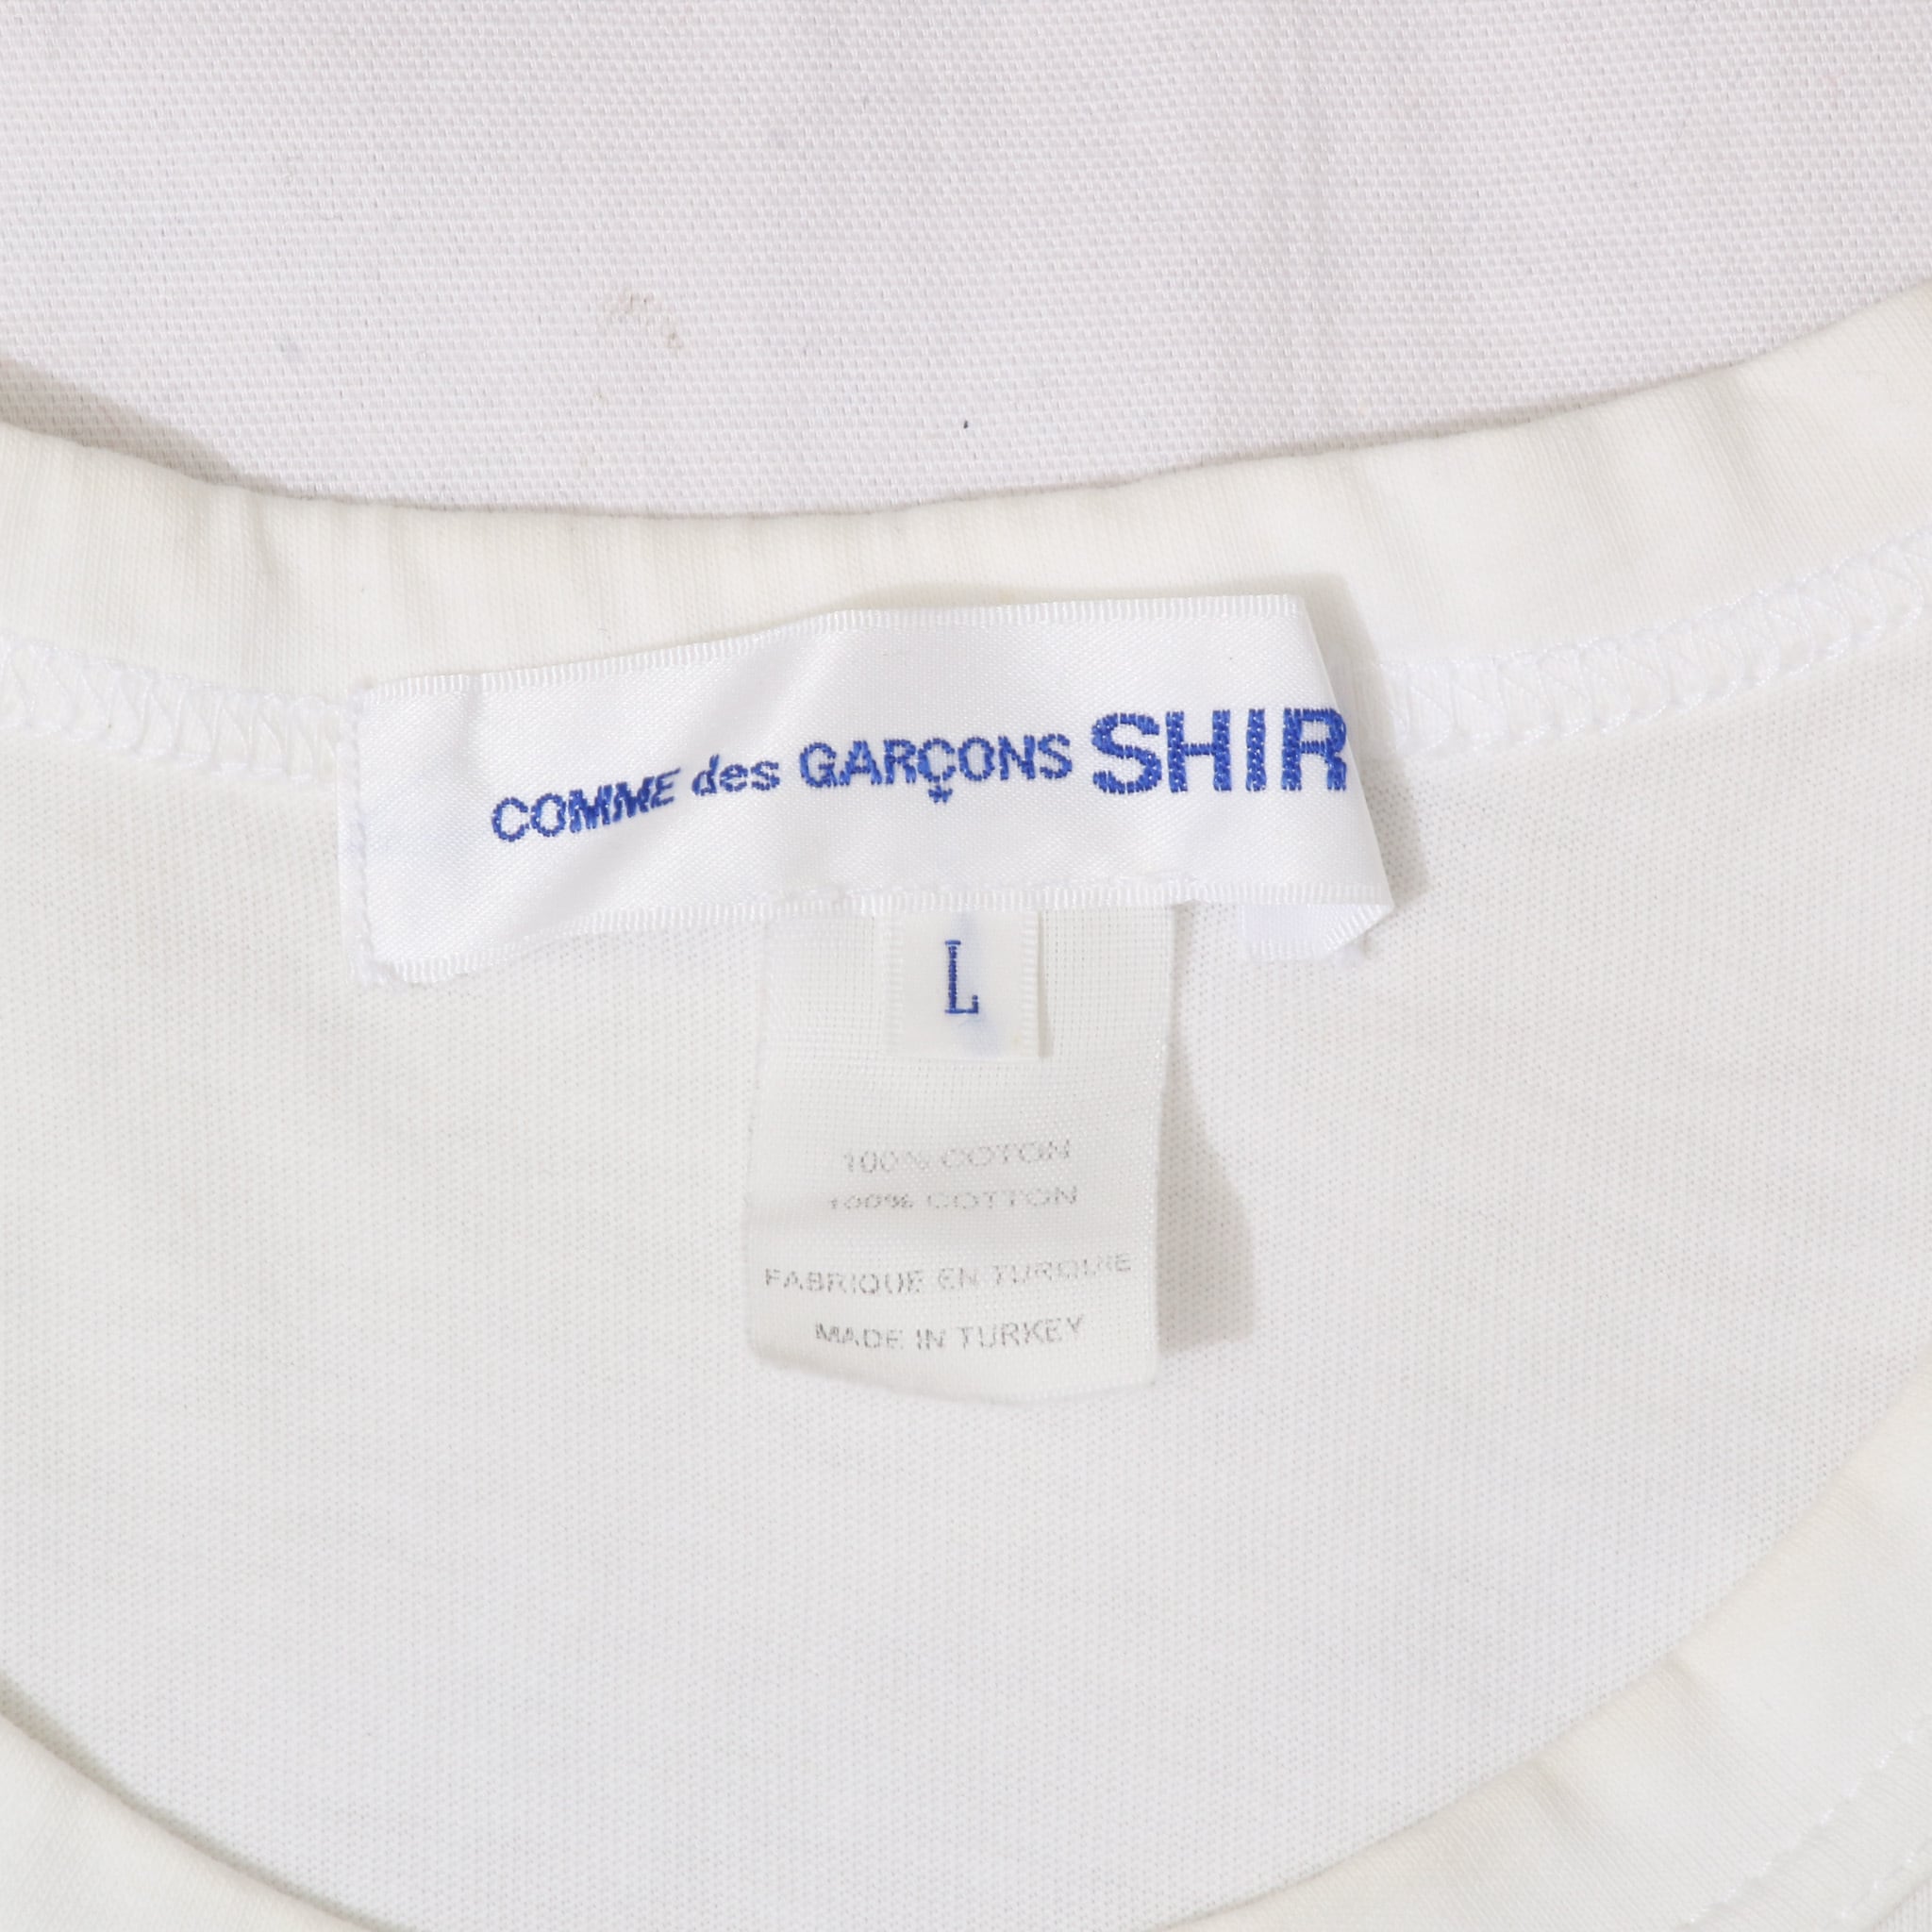 COMME des GARÇONS SHIR
L
100% COTON
100% COTTON
FABRIQUE EN TURQUIE
MADE IN TURKEY